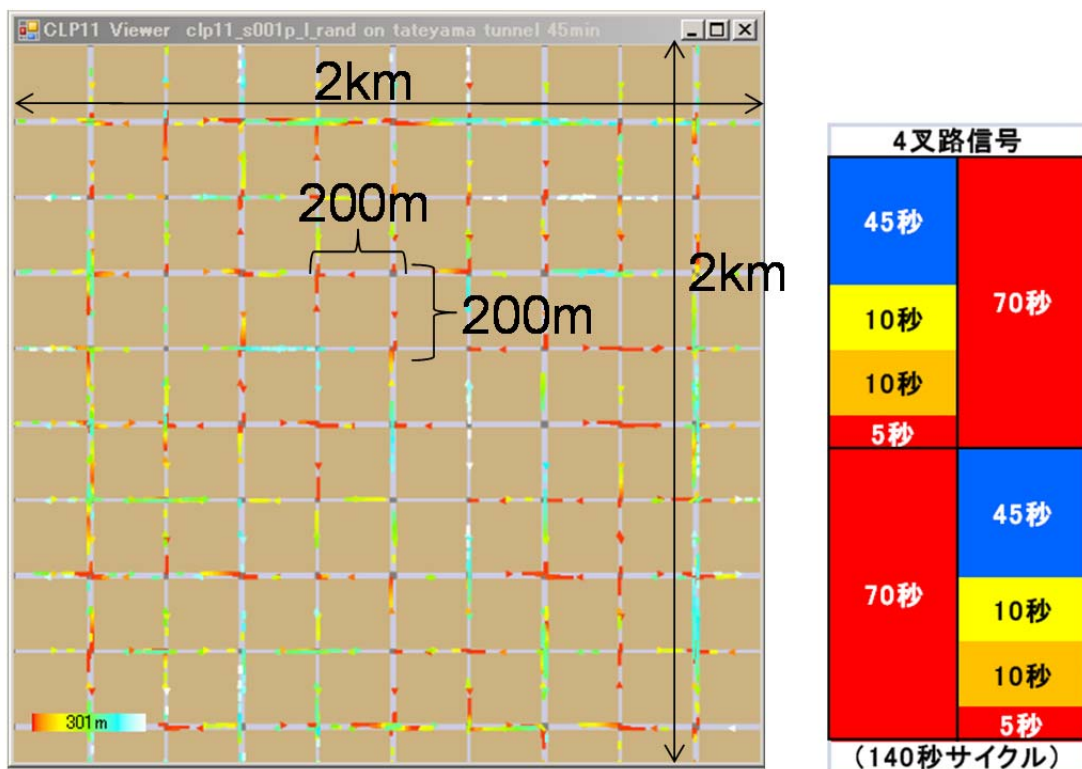 CLP11 Viewer clp11_s001p_l_rand on tateyama tunnel 45min
2km
200m
2km
200m
301m
4叉路信号
45秒
70秒
10秒
10秒
5秒
45秒
70秒
10秒
10秒
5秒
(140秒サイクル)